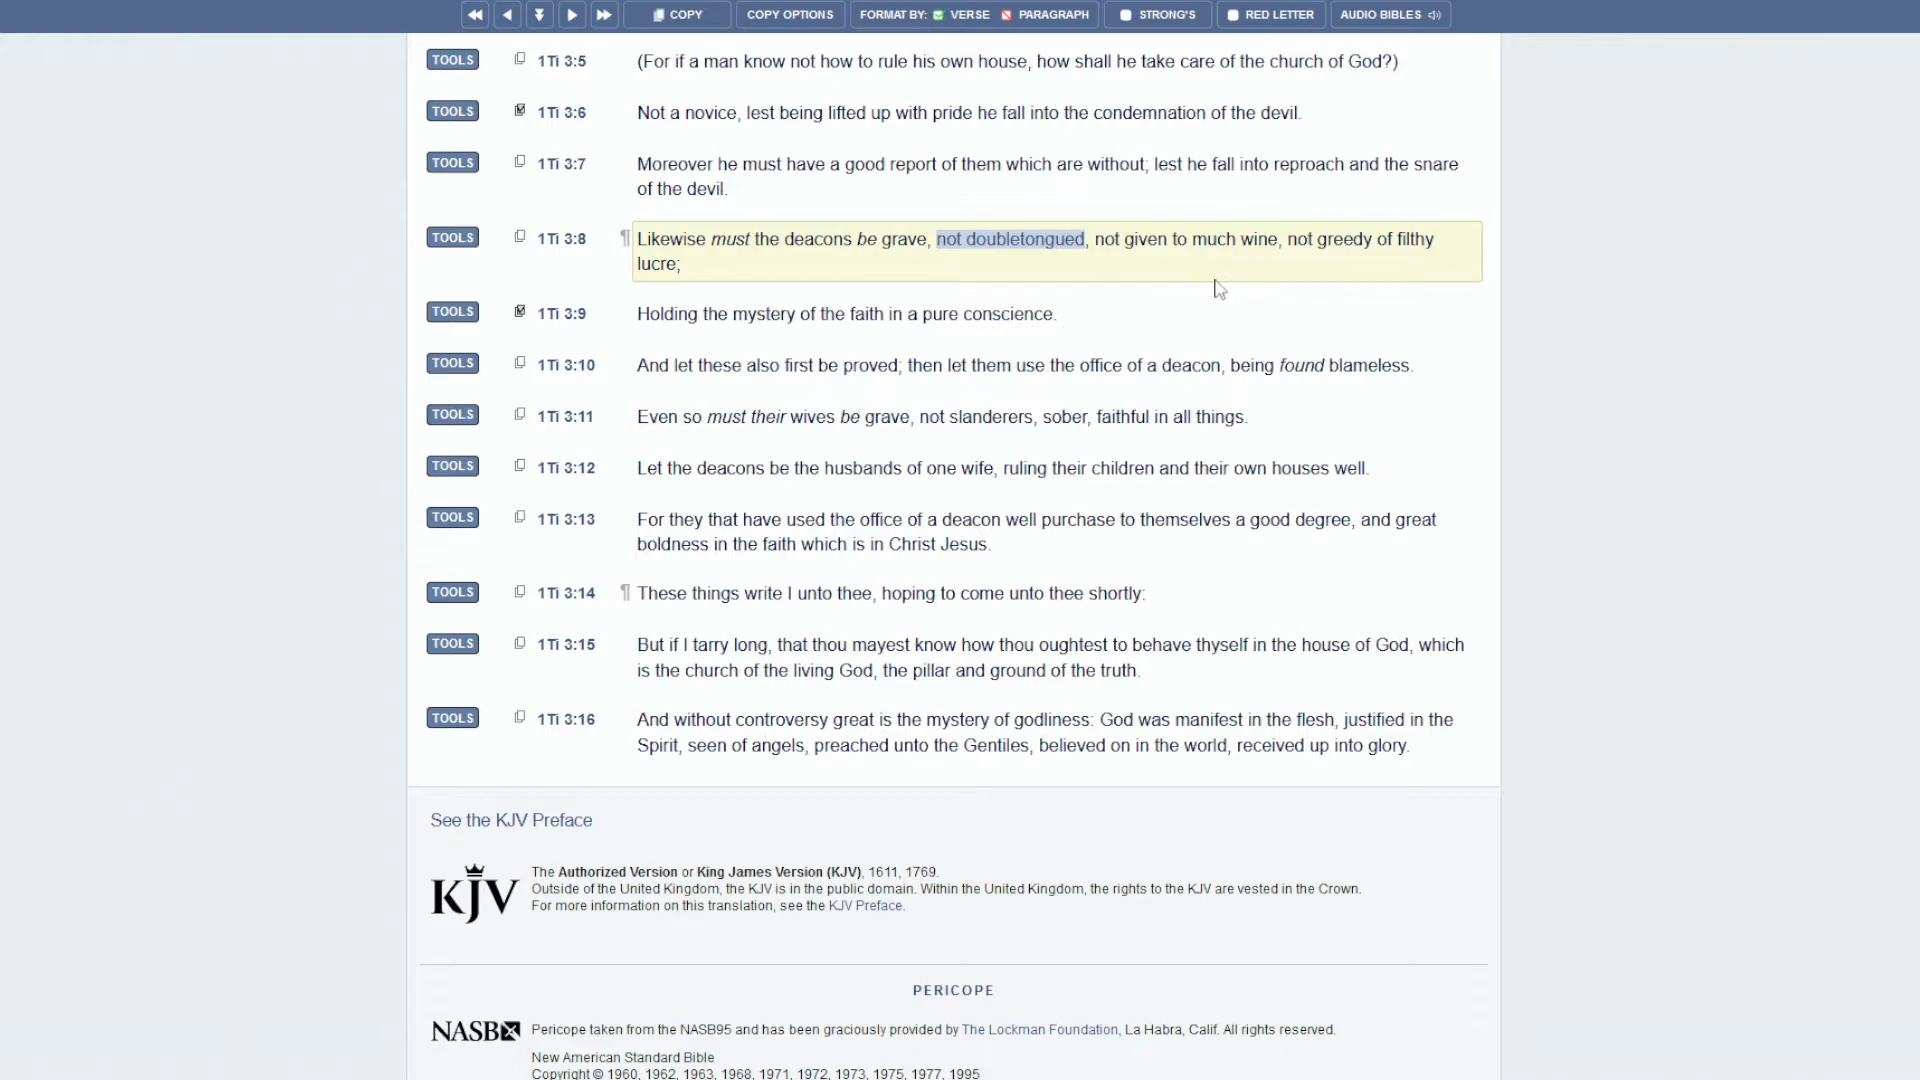 COPY COPY OPTIONS FORMAT BY: VERSE PARAGRAPH STRONG'S RED LETTER AUDIO BIBLES
TOOLS 1Ti 3:5 (For if a man know not how to rule his own house, how shall he take care of the church of God?)
TOOLS 1Ti 3:6 Not a novice, lest being lifted up with pride he fall into the condemnation of the devil.
TOOLS 1Ti 3:7 Moreover he must have a good report of them which are without; lest he fall into reproach and the snare
of the devil.
TOOLS 1Ti 3:8 ¶ Likewise must the deacons be grave, not doubletongued, not given to much wine, not greedy of filthy
lucre;
TOOLS 1Ti 3:9 Holding the mystery of the faith in a pure conscience.
TOOLS 1Ti 3:10 And let these also first be proved; then let them use the office of a deacon, being found blameless.
TOOLS 1Ti 3:11 Even so must their wives be grave, not slanderers, sober, faithful in all things.
TOOLS 1Ti 3:12 Let the deacons be the husbands of one wife, ruling their children and their own houses well.
TOOLS 1Ti 3:13 For they that have used the office of a deacon well purchase to themselves a good degree, and great
boldness in the faith which is in Christ Jesus.
TOOLS 1Ti 3:14 ¶ These things write I unto thee, hoping to come unto thee shortly:
TOOLS 1Ti 3:15 But if I tarry long, that thou mayest know how thou oughtest to behave thyself in the house of God, which
is the church of the living God, the pillar and ground of the truth.
TOOLS 1Ti 3:16 And without controversy great is the mystery of godliness: God was manifest in the flesh, justified in the
Spirit, seen of angels, preached unto the Gentiles, believed on in the world, received up into glory.
See the KJV Preface
KJV
The Authorized Version or King James Version (KJV), 1611, 1769.
Outside of the United Kingdom, the KJV is in the public domain. Within the United Kingdom, the rights to the KJV are vested in the Crown.
For more information on this translation, see the KJV Preface.
PERICOPE
NASB Pericope taken from the NASB95 and has been graciously provided by The Lockman Foundation, La Habra, Calif. All rights reserved.
New American Standard Bible
Copyright © 1960, 1962, 1963, 1968, 1971, 1972, 1973, 1975, 1977, 1995